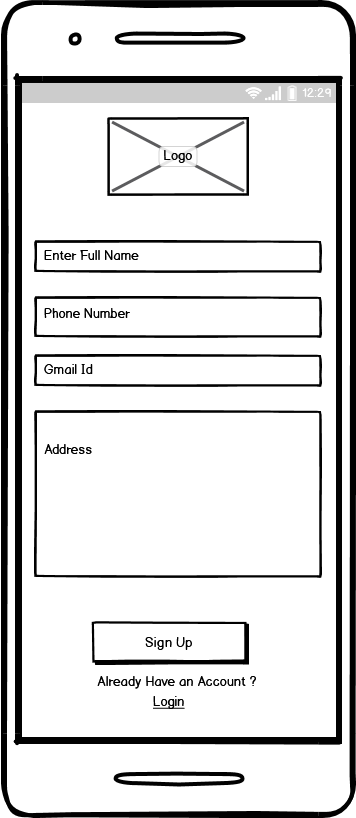 12:29
Logo
Enter Full Name
Phone Number
Gmail Id
Address
Sign Up
Already Have an Account ?
Login